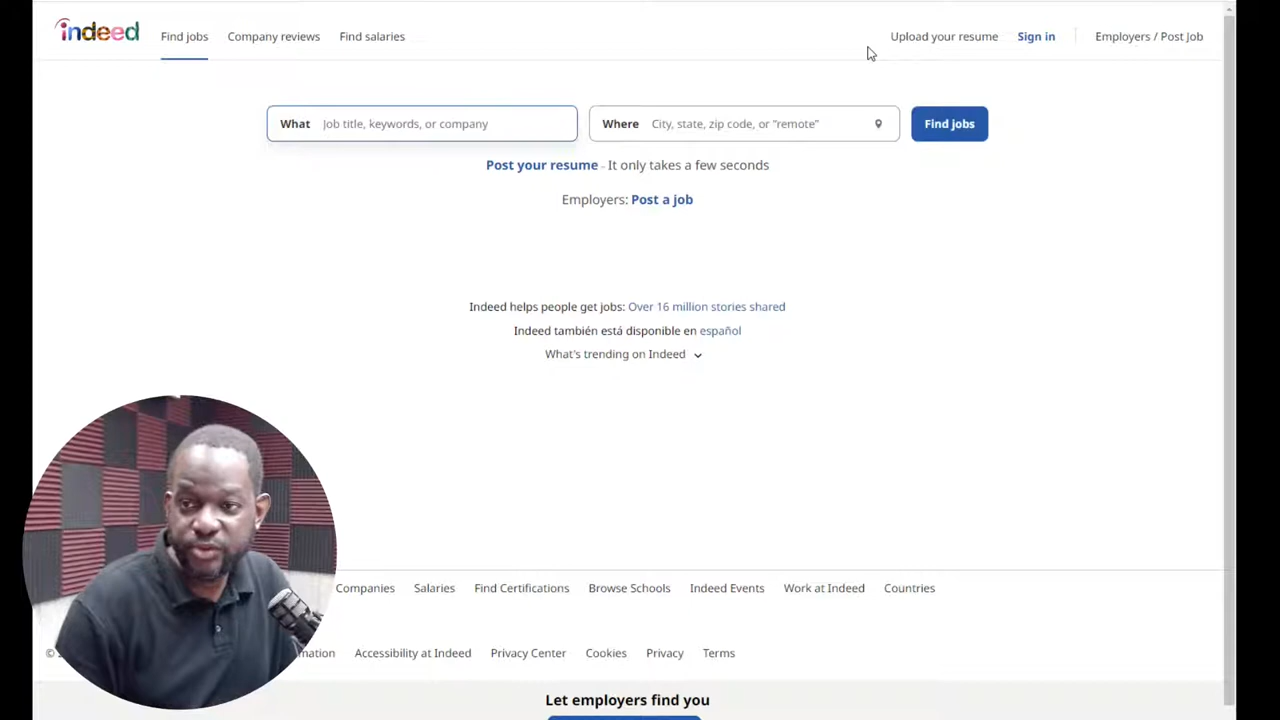 indeed
Find jobs
Company reviews
Find salaries
Upload your resume
Sign in
Employers / Post Job
What
Job title, keywords, or company
Where
City, state, zip code, or “remote”
Find jobs
Post your resume - It only takes a few seconds
Employers: Post a job
Indeed helps people get jobs: Over 16 million stories shared
Indeed también está disponible en español
What's trending on Indeed
Companies
Salaries
Find Certifications
Browse Schools
Indeed Events
Work at Indeed
Countries
©
Accessibility at Indeed
Privacy Center
Cookies
Privacy
Terms
Let employers find you